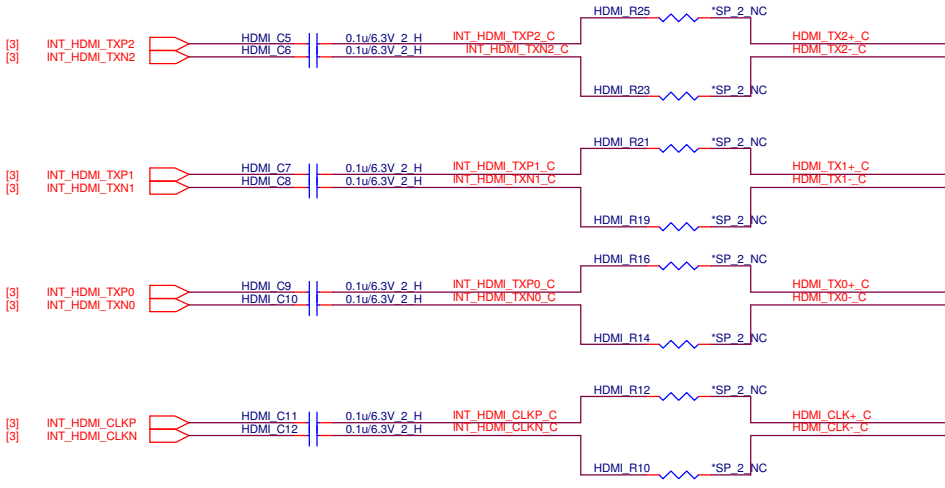 HDMI_R25 *SP_2_NC
[3] INT_HDMI_TXP2 HDMI_C5 0.1u/6.3V_2_H INT_HDMI_TXP2_C HDMI_TX2+_C
[3] INT_HDMI_TXN2 HDMI_C6 0.1u/6.3V_2_H INT_HDMI_TXN2_C HDMI_TX2-_C
HDMI_R23 *SP_2_NC
HDMI_R21 *SP_2_NC
[3] INT_HDMI_TXP1 HDMI_C7 0.1u/6.3V_2_H INT_HDMI_TXP1_C HDMI_TX1+_C
[3] INT_HDMI_TXN1 HDMI_C8 0.1u/6.3V_2_H INT_HDMI_TXN1_C HDMI_TX1-_C
HDMI_R19 *SP_2_NC
HDMI_R16 *SP_2_NC
[3] INT_HDMI_TXP0 HDMI_C9 0.1u/6.3V_2_H INT_HDMI_TXP0_C HDMI_TX0+_C
[3] INT_HDMI_TXN0 HDMI_C10 0.1u/6.3V_2_H INT_HDMI_TXN0_C HDMI_TX0-_C
HDMI_R14 *SP_2_NC
HDMI_R12 *SP_2_NC
[3] INT_HDMI_CLKP HDMI_C11 0.1u/6.3V_2_H INT_HDMI_CLKP_C HDMI_CLK+_C
[3] INT_HDMI_CLKN HDMI_C12 0.1u/6.3V_2_H INT_HDMI_CLKN_C HDMI_CLK-_C
HDMI_R10 *SP_2_NC